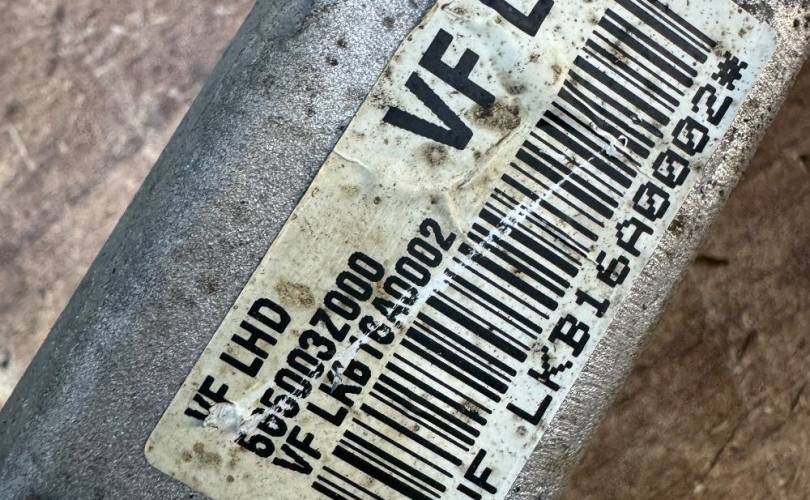 VF L
VF LHD
565003Z000
VF LKB16A0002
VF LKB16A0002*